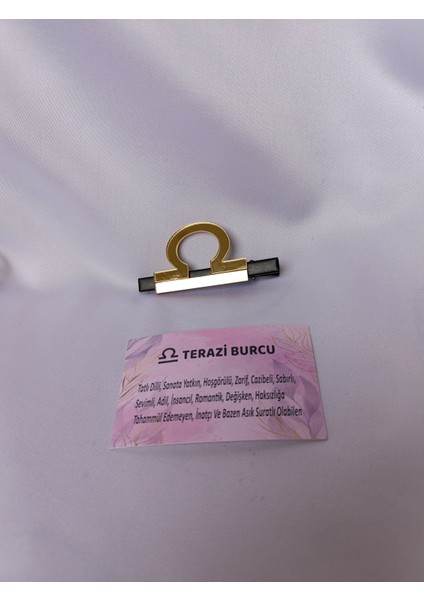 ♎ TERAZİ BURCU
Tatlı Dilli, Sanata Yatkın, Hoşgörülü, Zarif, Cazibeli, Sabırlı,
Sevimli, Adil, İnsancıl, Romantik, Değişken, Haksızlığa
Tahammül Edemeyen, İnatçı Ve Bazen Asık Suratlı Olabilen